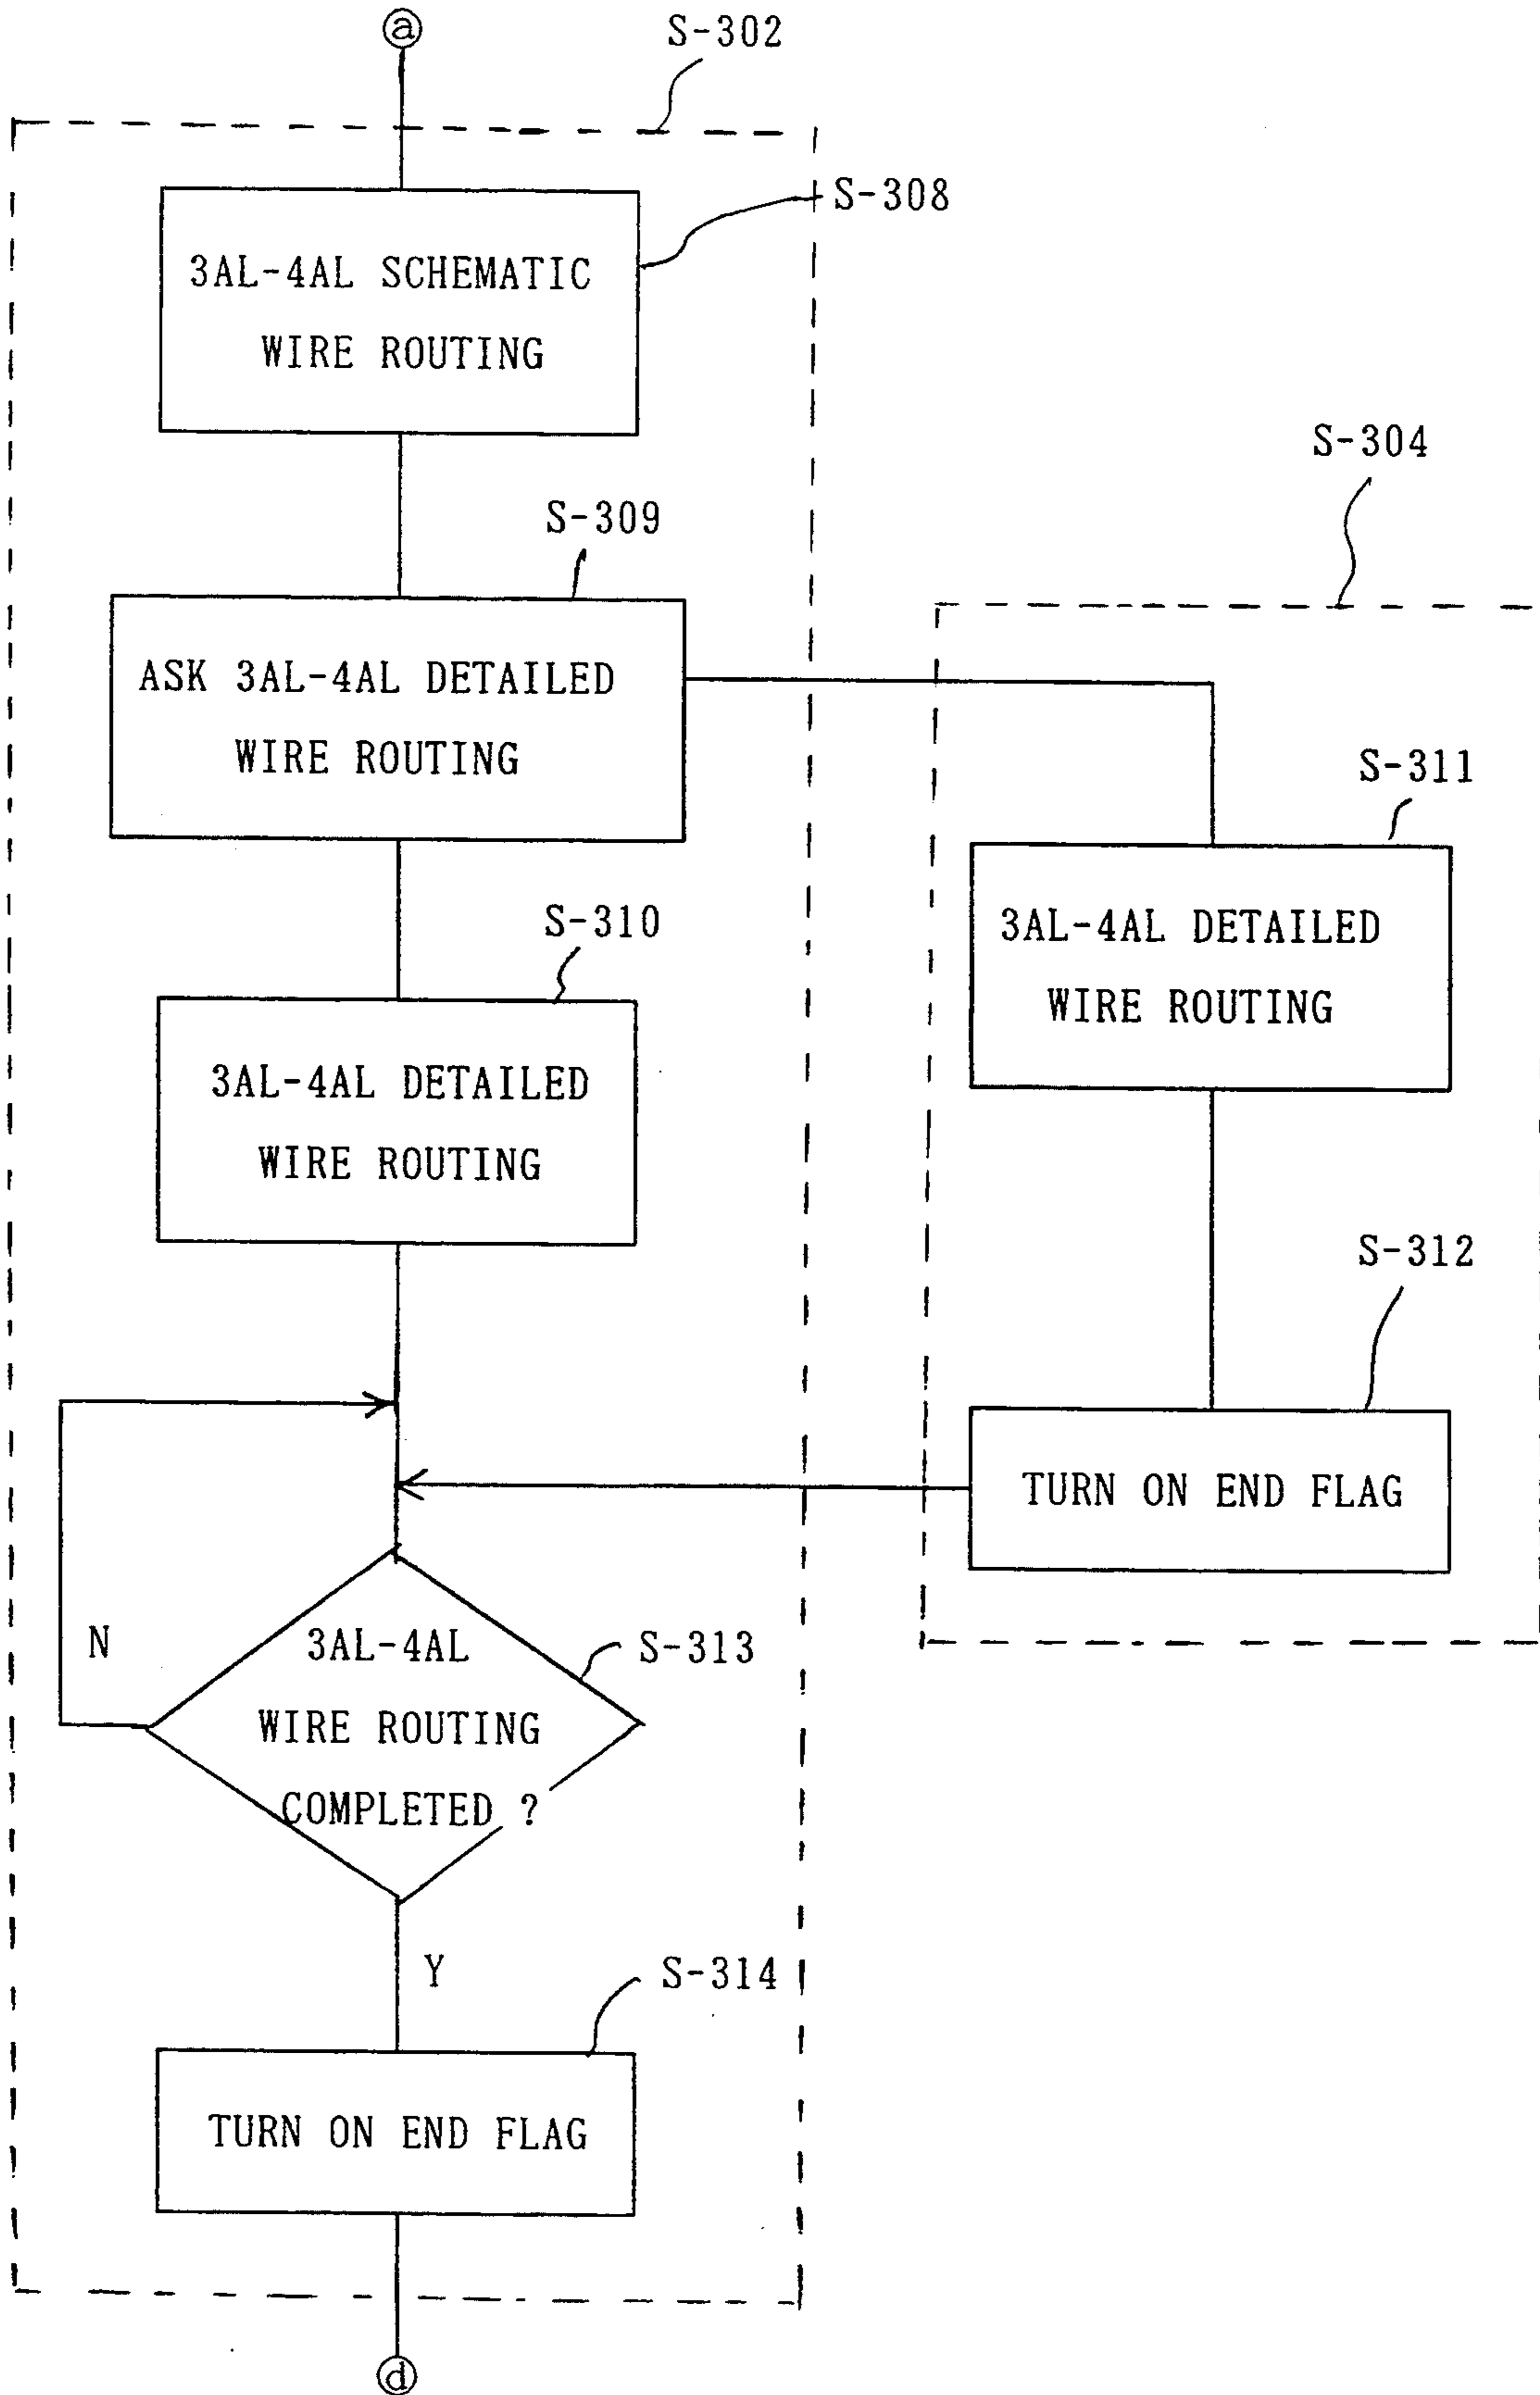 ⓐ
S-302
S-308
3AL-4AL SCHEMATIC
WIRE ROUTING
S-304
S-309
ASK 3AL-4AL DETAILED
WIRE ROUTING
S-311
3AL-4AL DETAILED
WIRE ROUTING
S-310
3AL-4AL DETAILED
WIRE ROUTING
S-312
TURN ON END FLAG
N
3AL-4AL
WIRE ROUTING
COMPLETED ?
S-313
Y
S-314
TURN ON END FLAG
ⓓ